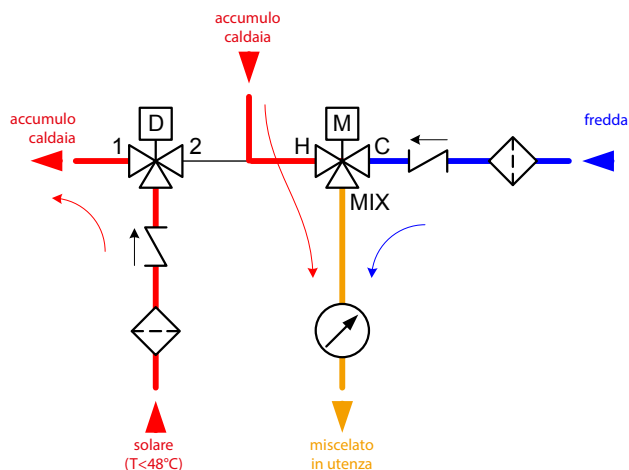 accumulo
caldaia
accumulo
caldaia
1
D
2
H
M
C
fredda
MIX
solare
(T<48°C)
miscelato
in utenza